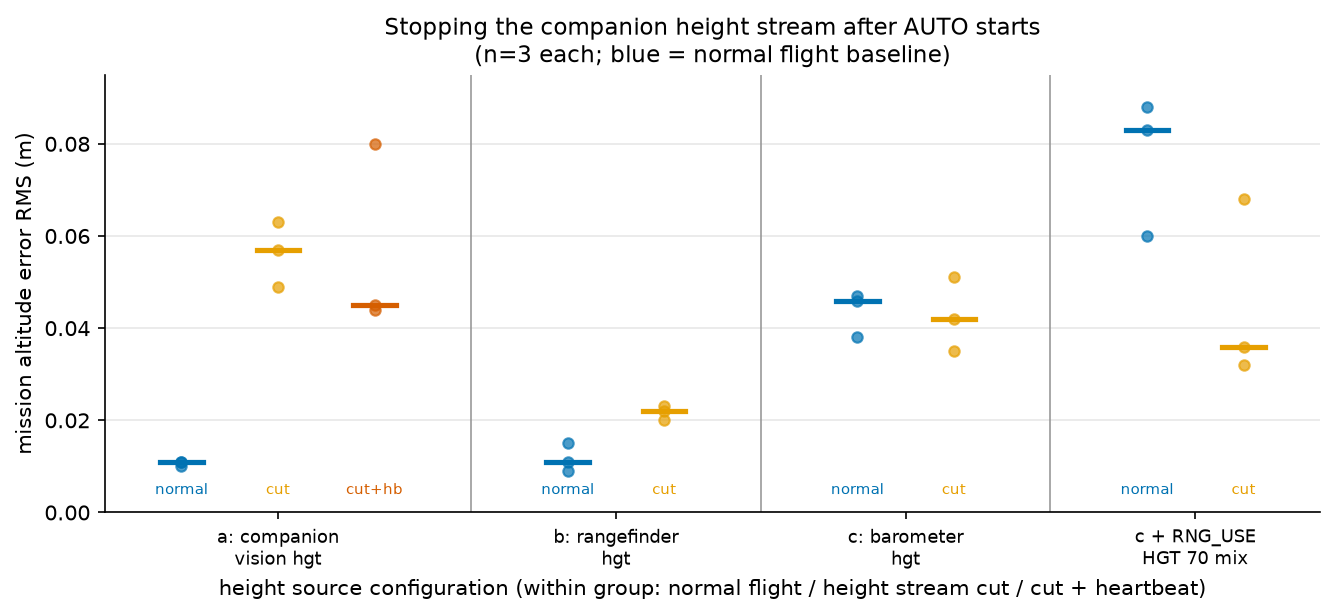 Stopping the companion height stream after AUTO starts
(n=3 each; blue = normal flight baseline)
mission altitude error RMS (m)
0.08
0.06
0.04
0.02
0.00
normal
cut
cut+hb
normal
cut
normal
cut
normal
cut
a: companion
vision hgt
b: rangefinder
hgt
c: barometer
hgt
c + RNG_USE
HGT 70 mix
height source configuration (within group: normal flight / height stream cut / cut + heartbeat)